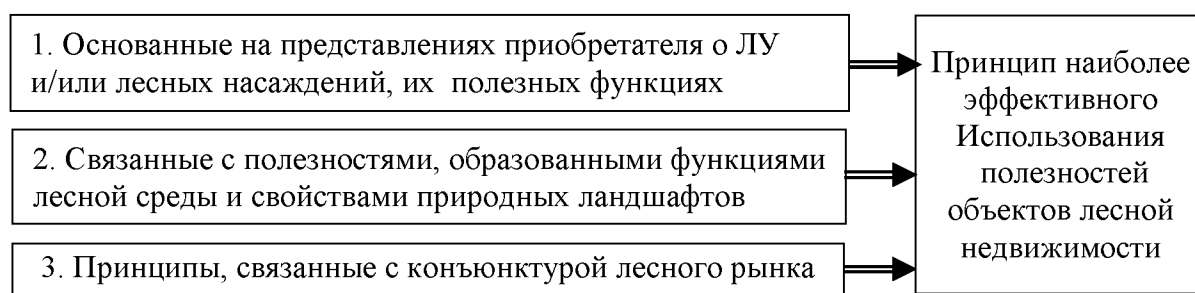 1. Основанные на представлениях приобретателя о ЛУ
и/или лесных насаждений, их полезных функциях
2. Связанные с полезностями, образованными функциями
лесной среды и свойствами природных ландшафтов
3. Принципы, связанные с конъюнктурой лесного рынка
Принцип наиболее
эффективного
Использования
полезностей
объектов лесной
недвижимости